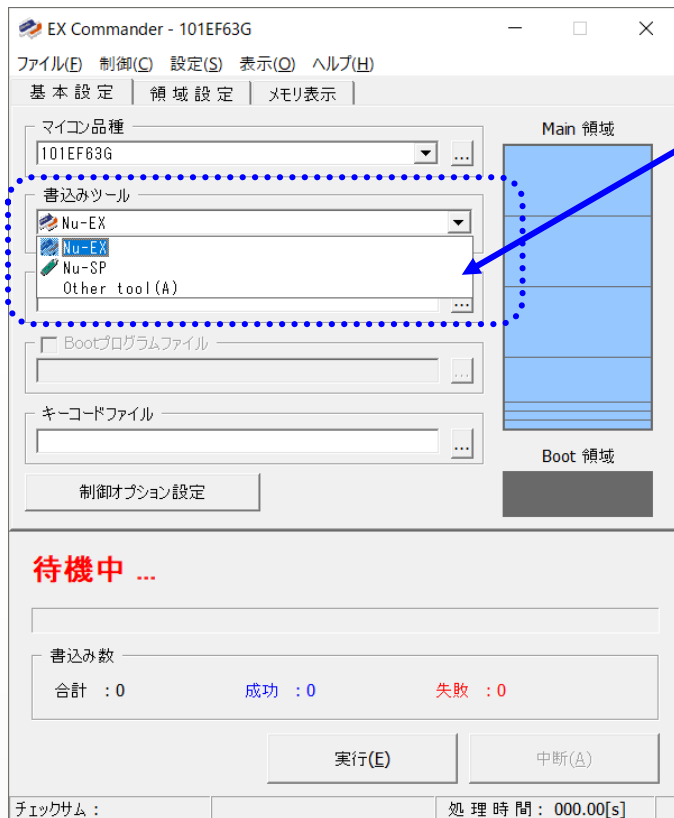 EX Commander - 101EF63G
ファイル(F) 制御(C) 設定(S) 表示(O) ヘルプ(H)
基本設定 領域設定 メモリ表示
マイコン品種
101EF63G
...
Main 領域
書込みツール
Nu-EX
Nu-EX
Nu-SP
Other tool(A)
...
Bootプログラムファイル
...
キーコードファイル
...
Boot 領域
制御オプション設定
待機中 ...
書込み数
合計 :0 成功 :0 失敗 :0
実行(E) 中断(A)
チェックサム : 処理時間 : 000.00[s]